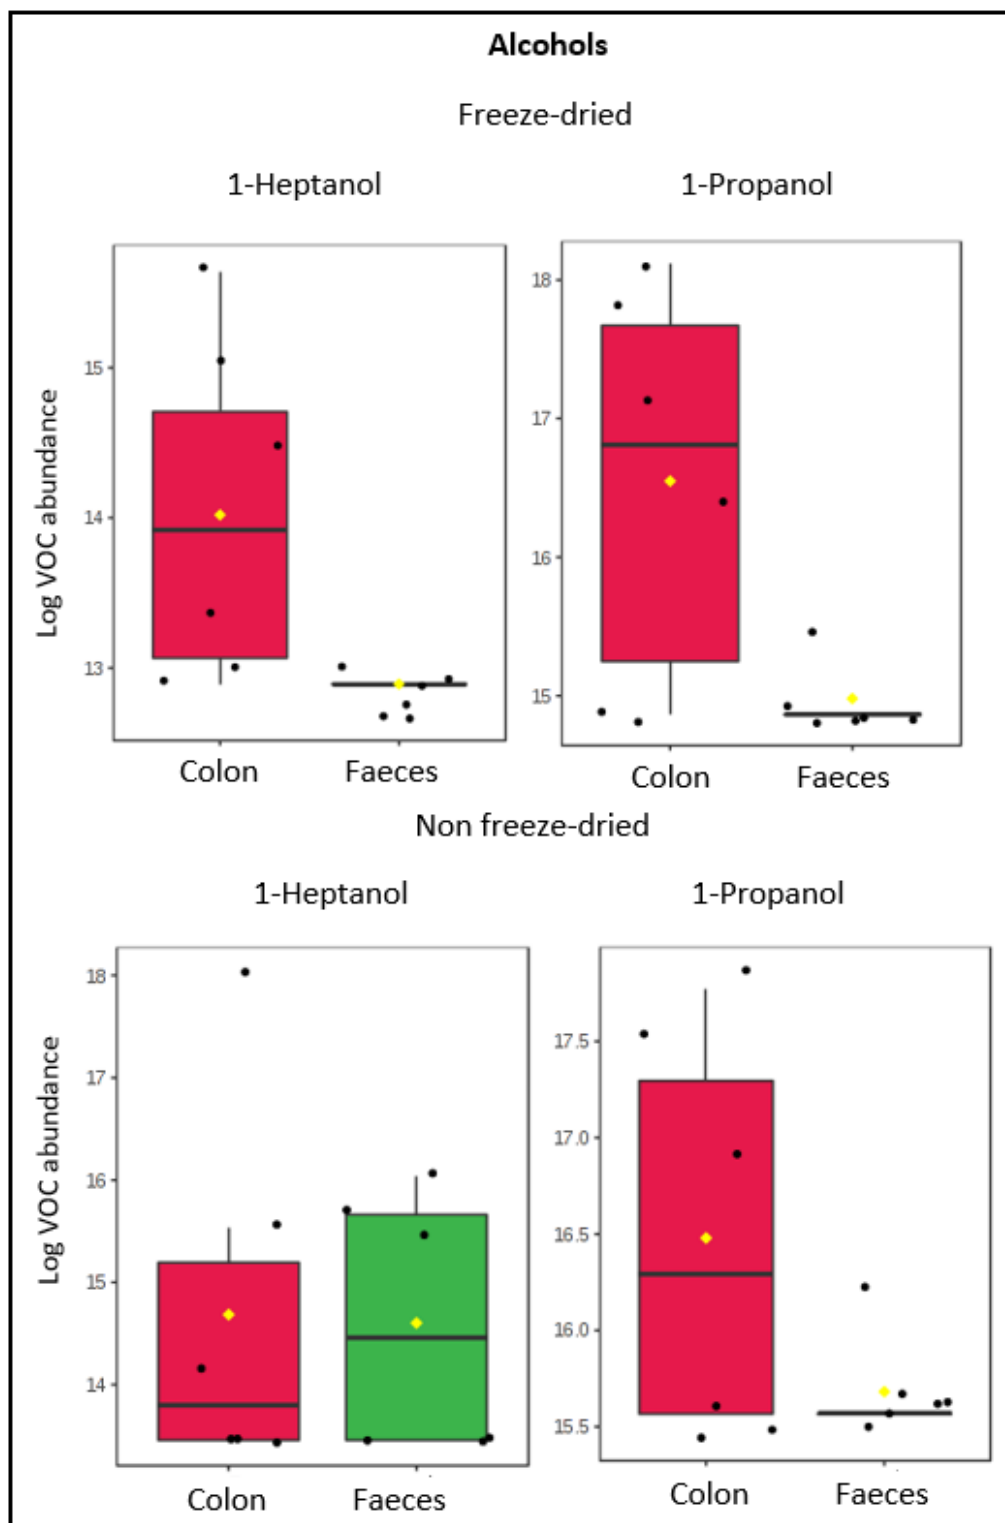 Alcohols
Freeze-dried
1-Heptanol 1-Propanol
Log VOC abundance
15
14
13
18
17
16
15
Colon Faeces Colon Faeces
Non freeze-dried
1-Heptanol 1-Propanol
Log VOC abundance
18
17
16
15
14
17.5
17.0
16.5
16.0
15.5
Colon Faeces Colon Faeces